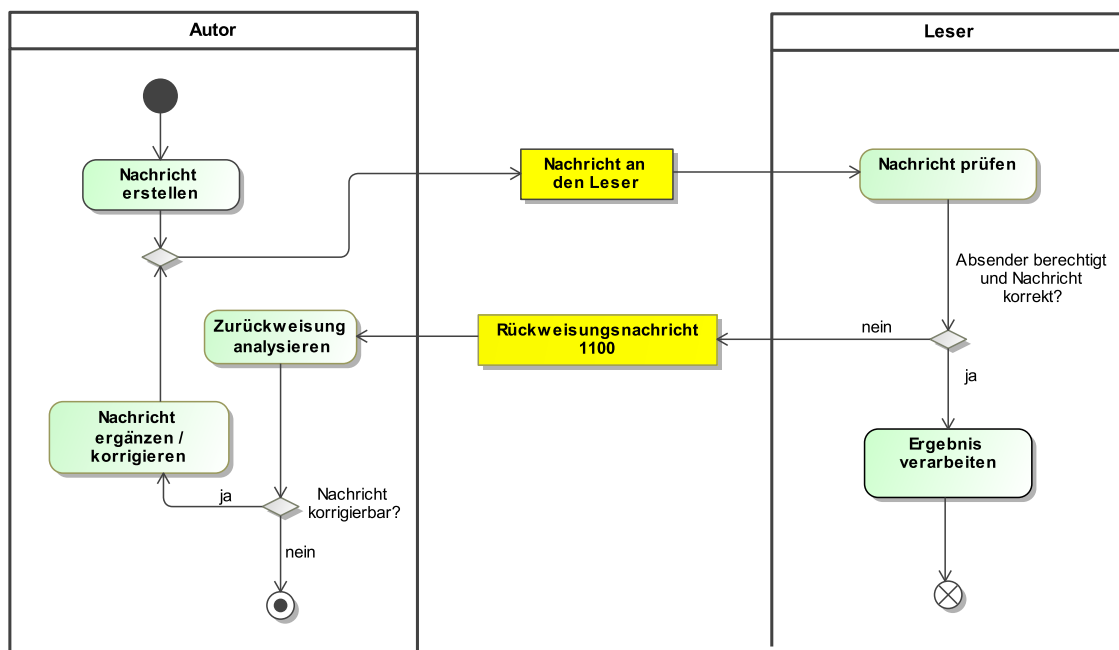 Autor
Leser
Nachricht
erstellen
Nachricht an
den Leser
Nachricht prüfen
Absender berechtigt
und Nachricht
korrekt?
nein
ja
Rückweisungsnachricht
1100
Zurückweisung
analysieren
Nachricht
ergänzen /
korrigieren
ja
Nachricht
korrigierbar?
nein
Ergebnis
verarbeiten